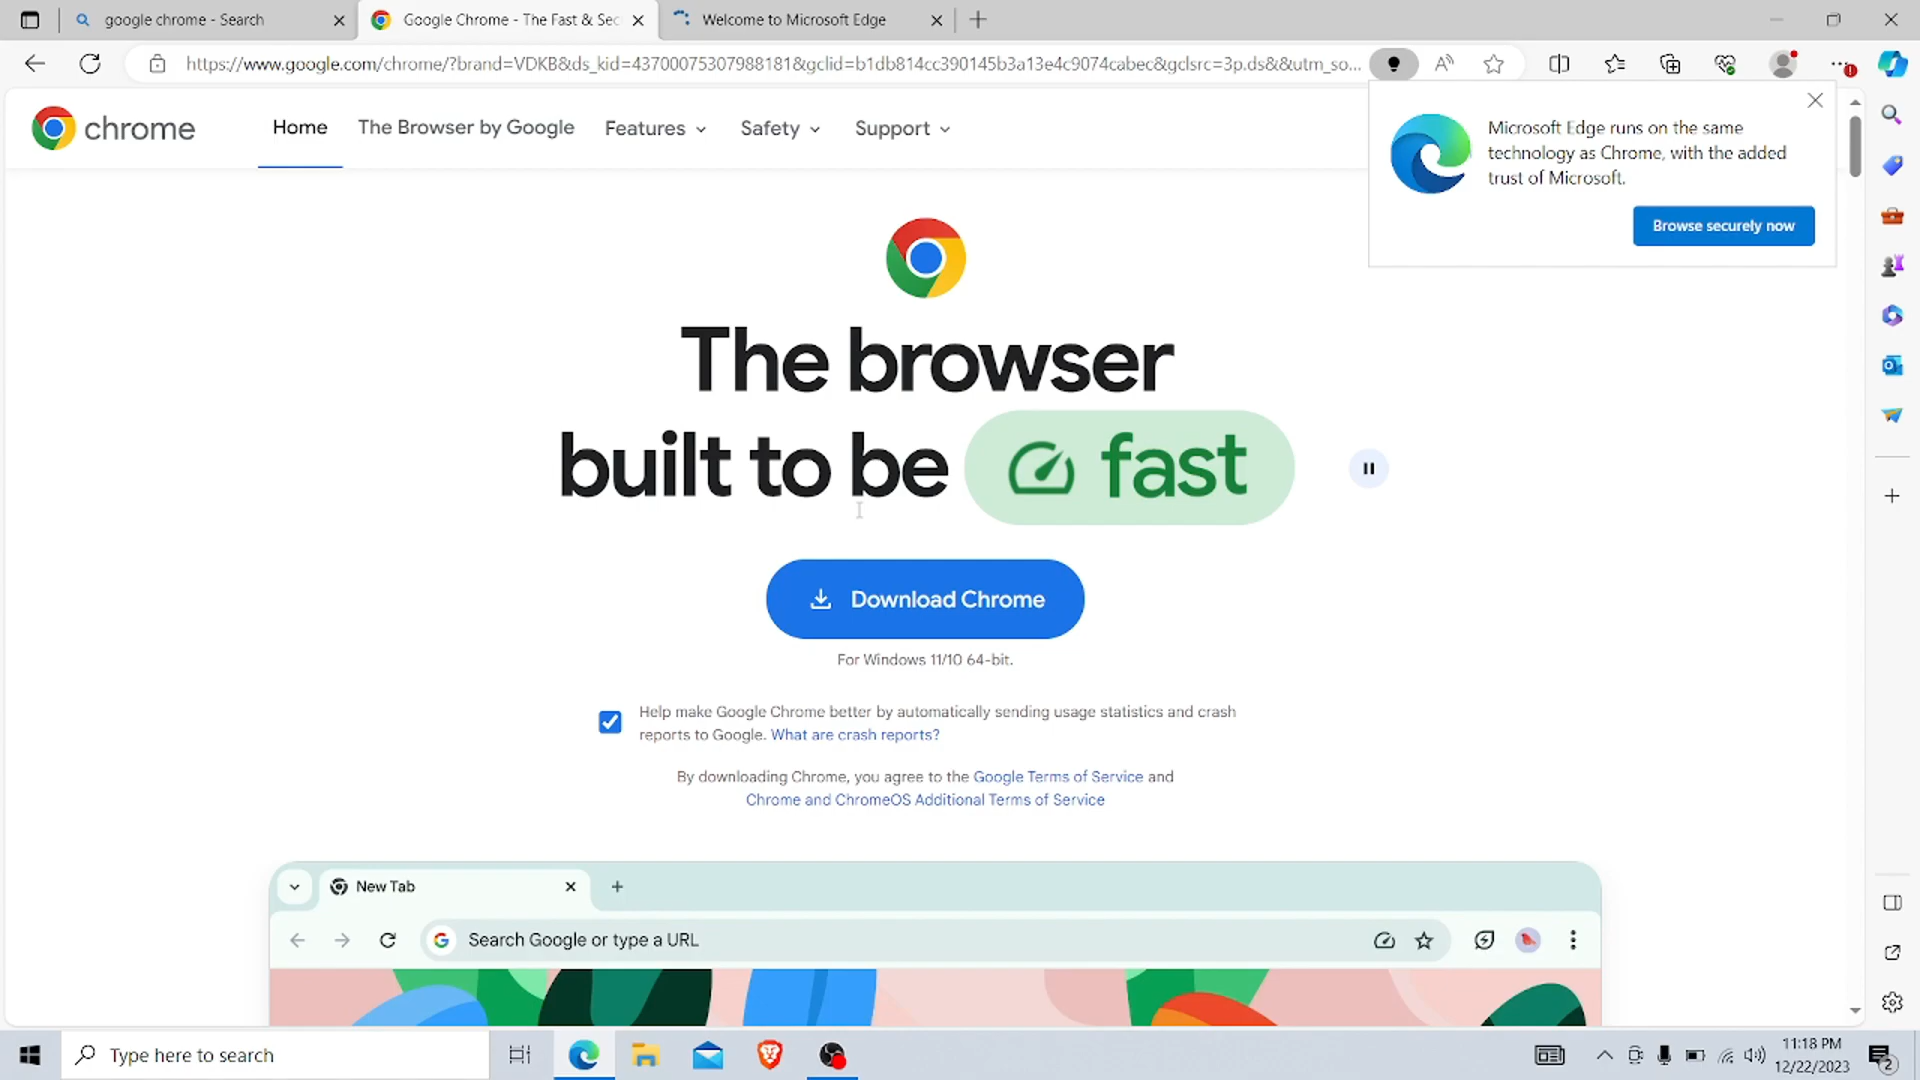 google chrome - Search
Google Chrome - The Fast & Sec
Welcome to Microsoft Edge
https://www.google.com/chrome/?brand=VDKB&ds_kid=43700075307988181&gclid=b1db814cc390145b3a13e4c9074cabec&gclsrc=3p.ds&&utm_so...
chrome
Home
The Browser by Google
Features
Safety
Support
Microsoft Edge runs on the same
technology as Chrome, with the added
trust of Microsoft.
Browse securely now
The browser
built to be fast
Download Chrome
For Windows 11/10 64-bit.
Help make Google Chrome better by automatically sending usage statistics and crash
reports to Google. What are crash reports?
By downloading Chrome, you agree to the Google Terms of Service and
Chrome and ChromeOS Additional Terms of Service
New Tab
Search Google or type a URL
Type here to search
11:18 PM
12/22/2023
2